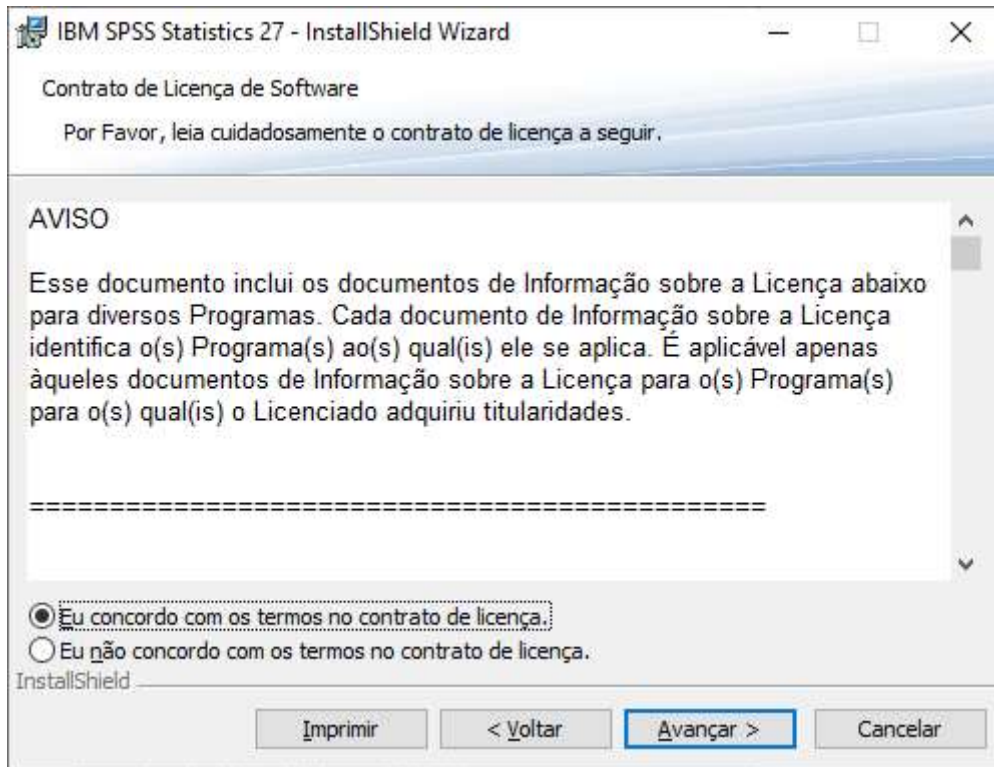 IBM SPSS Statistics 27 - InstallShield Wizard
Contrato de Licença de Software
Por Favor, leia cuidadosamente o contrato de licença a seguir.
AVISO
Esse documento inclui os documentos de Informação sobre a Licença abaixo
para diversos Programas. Cada documento de Informação sobre a Licença
identifica o(s) Programa(s) ao(s) qual(is) ele se aplica. É aplicável apenas
àqueles documentos de Informação sobre a Licença para o(s) Programa(s)
para o(s) qual(is) o Licenciado adquiriu titularidades.
==============================================
Eu concordo com os termos no contrato de licença.
Eu não concordo com os termos no contrato de licença.
InstallShield
Imprimir
< Voltar
Avançar >
Cancelar